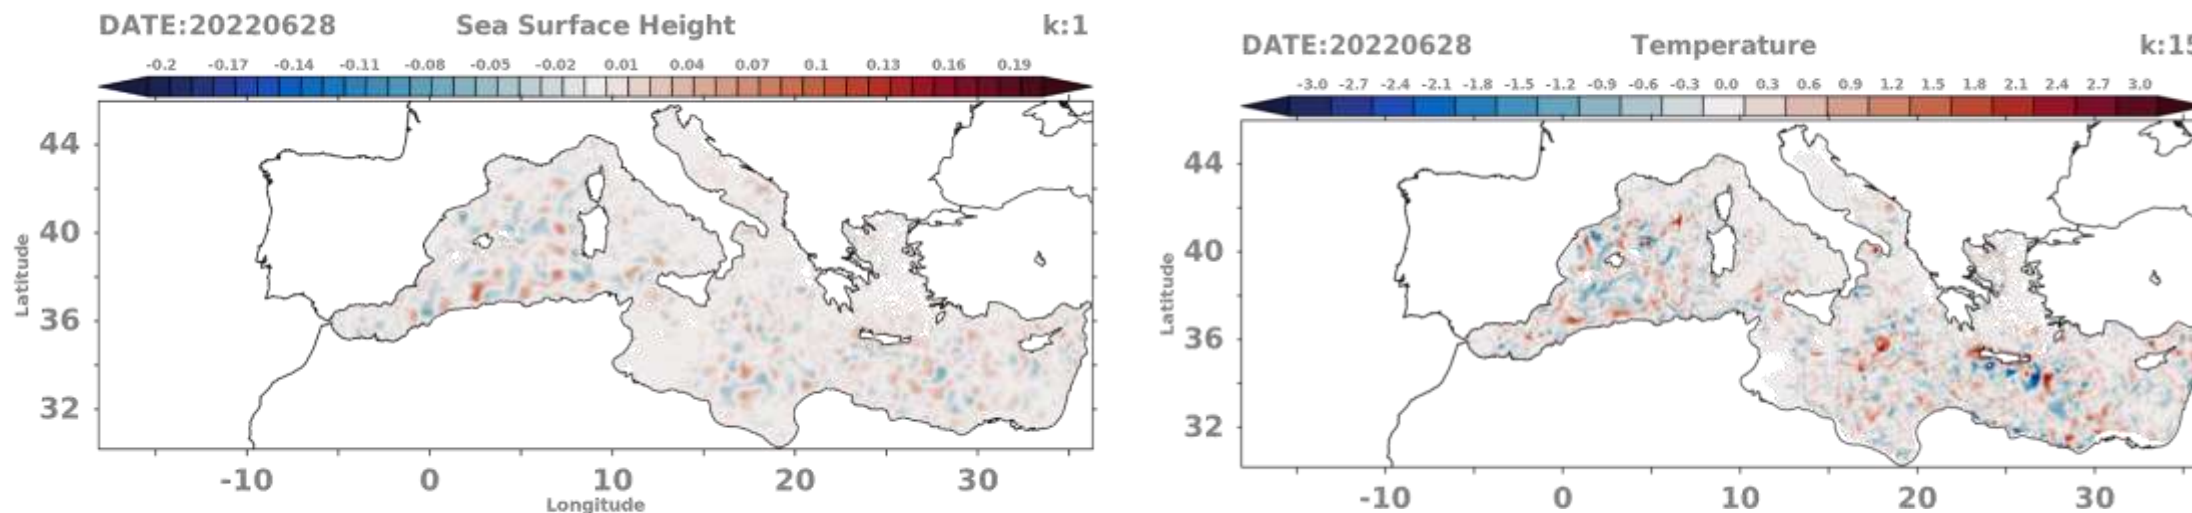 DATE:20220628 Sea Surface Height k:1
-0.2 -0.17 -0.14 -0.11 -0.08 -0.05 -0.02 0.01 0.04 0.07 0.1 0.13 0.16 0.19
44
40
36
32
Latitude
-10 0 10 20 30
Longitude
DATE:20220628 Temperature k:15
-3.0 -2.7 -2.4 -2.1 -1.8 -1.5 -1.2 -0.9 -0.6 -0.3 0.0 0.3 0.6 0.9 1.2 1.5 1.8 2.1 2.4 2.7 3.0
44
40
36
32
Latitude
-10 0 10 20 30